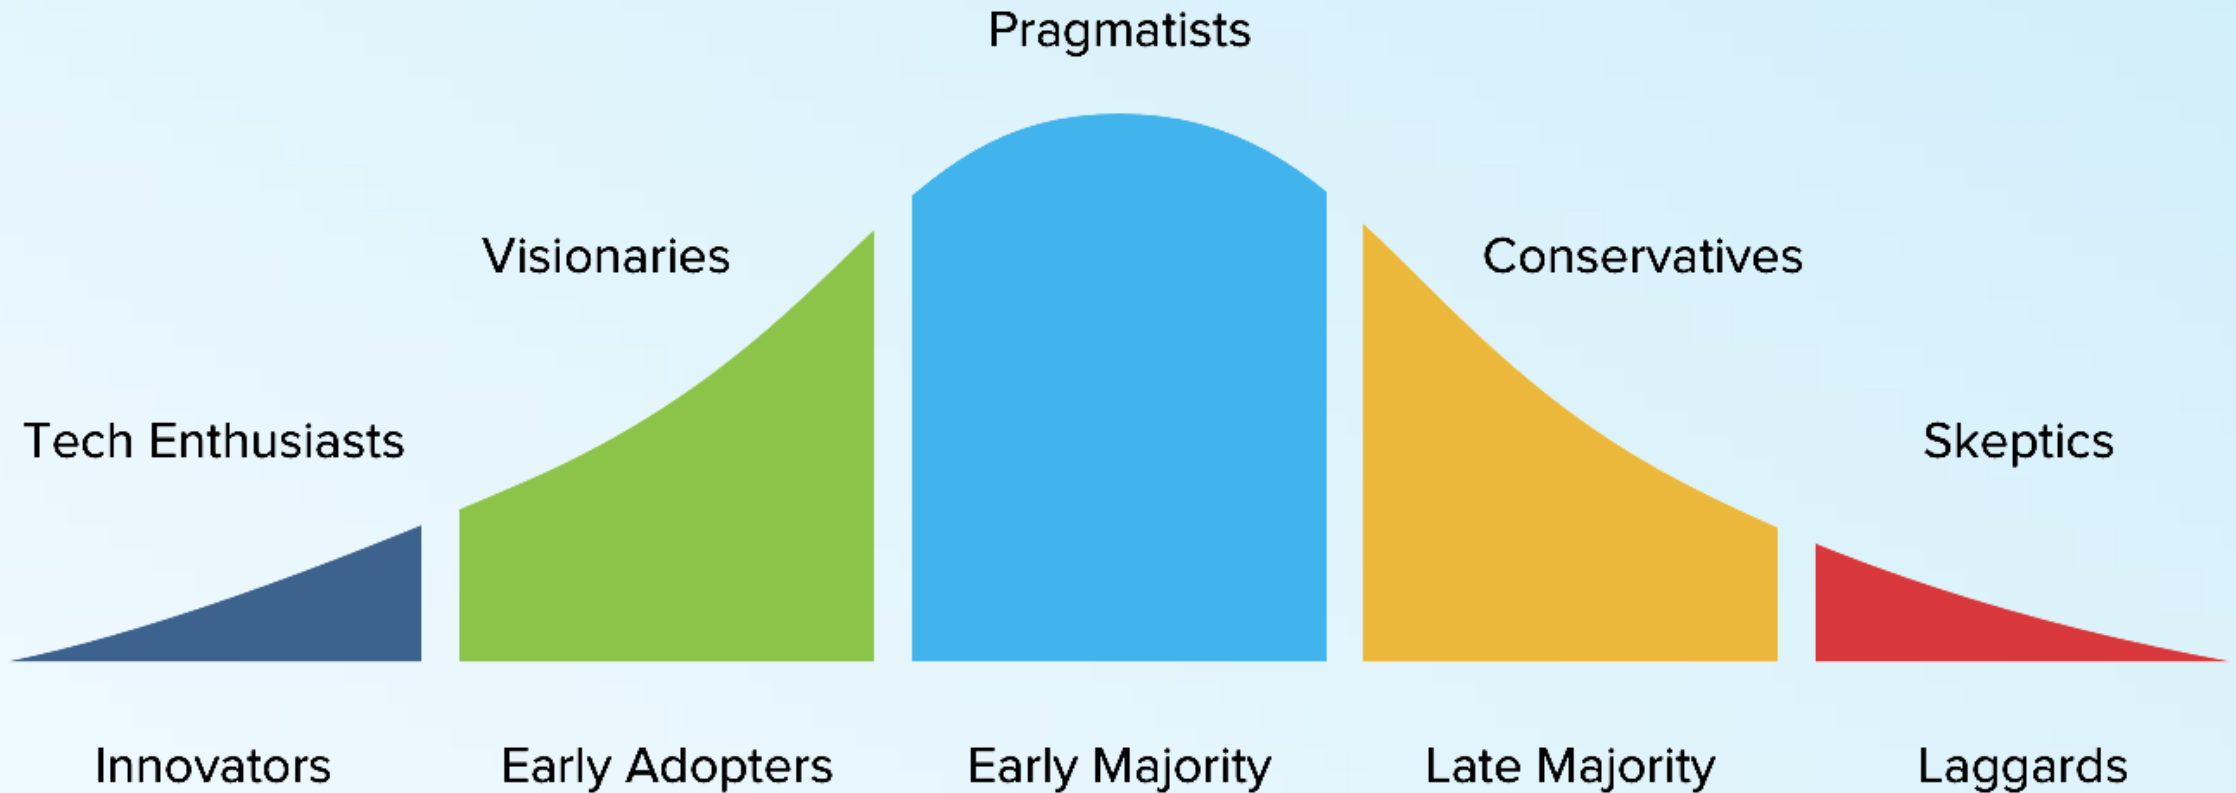 Pragmatists
Visionaries
Conservatives
Tech Enthusiasts
Skeptics
Innovators
Early Adopters
Early Majority
Late Majority
Laggards